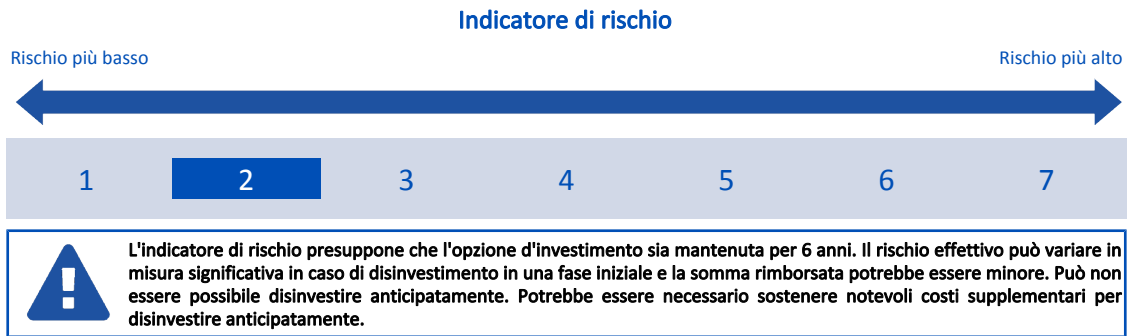 Indicatore di rischio
Rischio più basso Rischio più alto
1 2 3 4 5 6 7
L'indicatore di rischio presuppone che l'opzione d'investimento sia mantenuta per 6 anni. Il rischio effettivo può variare in
misura significativa in caso di disinvestimento in una fase iniziale e la somma rimborsata potrebbe essere minore. Può non
essere possibile disinvestire anticipatamente. Potrebbe essere necessario sostenere notevoli costi supplementari per
disinvestire anticipatamente.